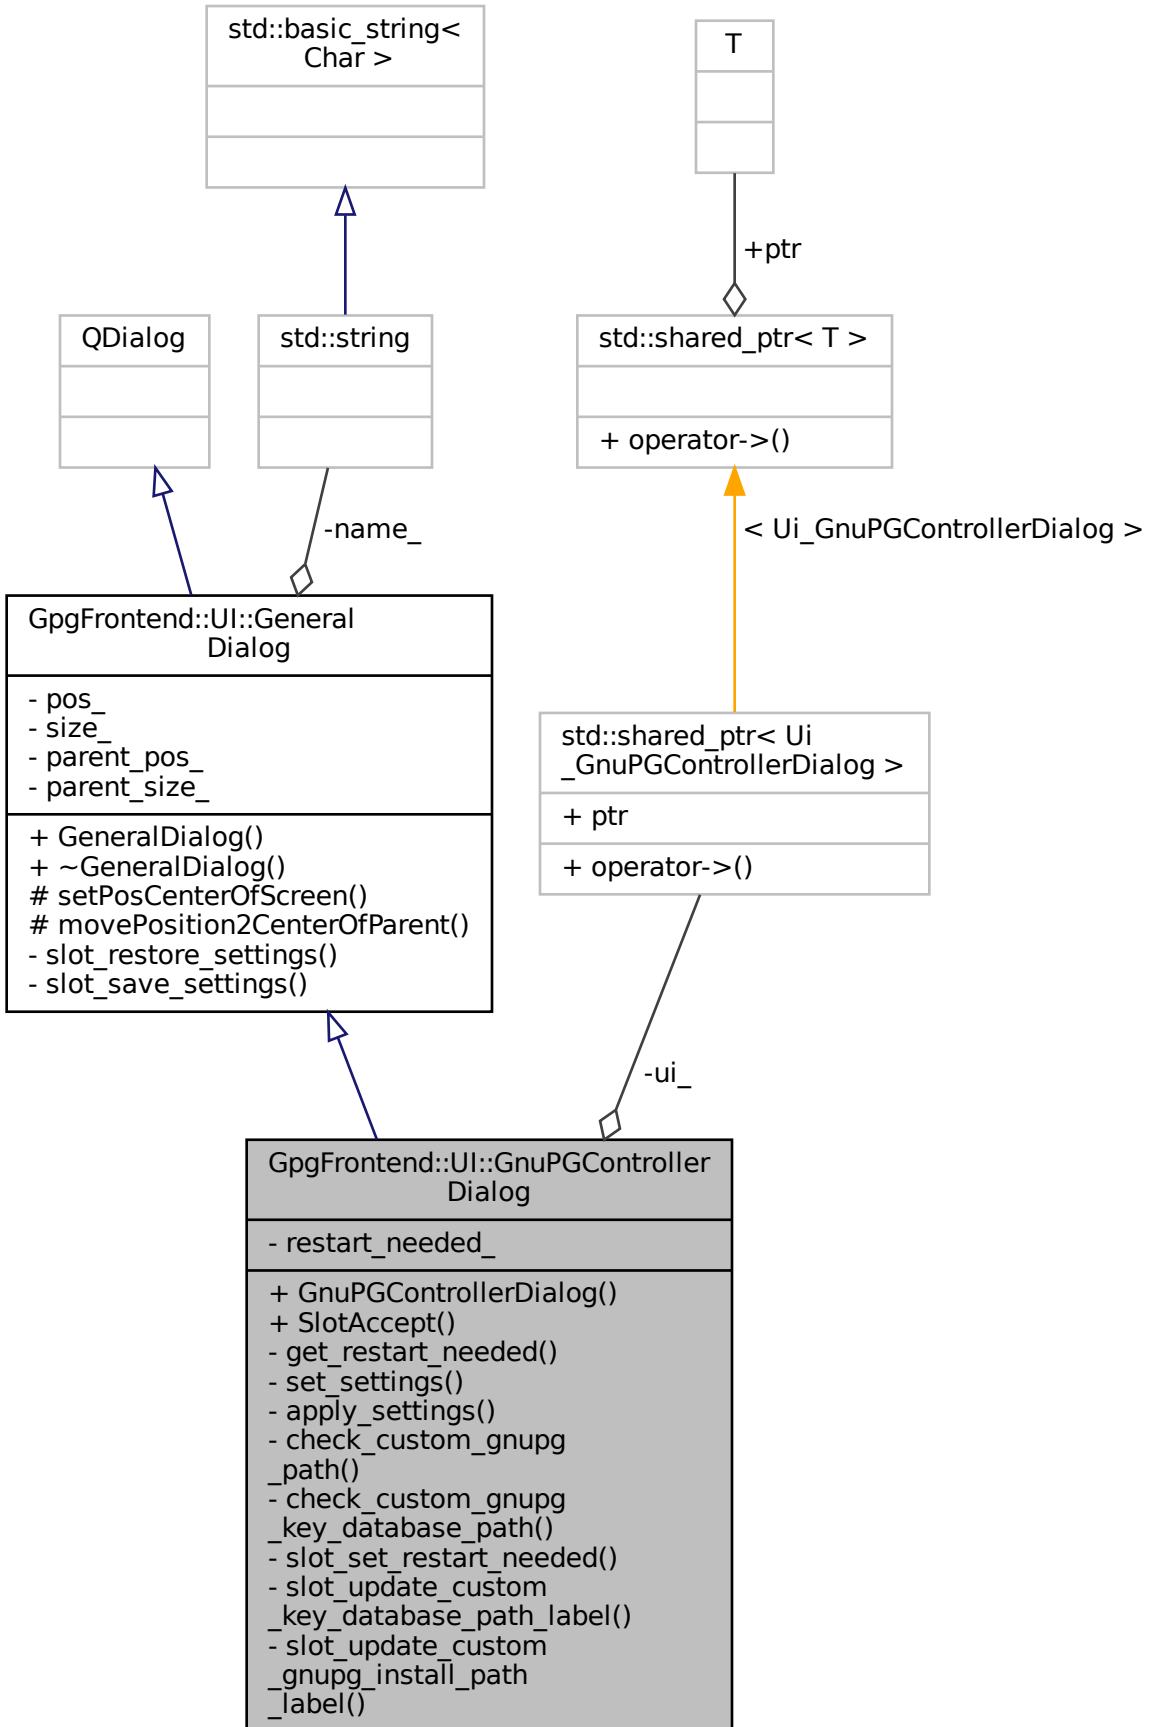 std::basic_string<
Char >
T
+ptr
QDialog
std::string
std::shared_ptr< T >
+ operator->()
-name_
< Ui_GnuPGControllerDialog >
GpgFrontend::UI::General
Dialog
- pos_
- size_
- parent_pos_
- parent_size_
+ GeneralDialog()
+ ~GeneralDialog()
# setPosCenterOfScreen()
# movePosition2CenterOfParent()
- slot_restore_settings()
- slot_save_settings()
std::shared_ptr< Ui
_GnuPGControllerDialog >
+ ptr
+ operator->()
-ui_
GpgFrontend::UI::GnuPGController
Dialog
- restart_needed_
+ GnuPGControllerDialog()
+ SlotAccept()
- get_restart_needed()
- set_settings()
- apply_settings()
- check_custom_gnupg
_path()
- check_custom_gnupg
_key_database_path()
- slot_set_restart_needed()
- slot_update_custom
_key_database_path_label()
- slot_update_custom
_gnupg_install_path
_label()